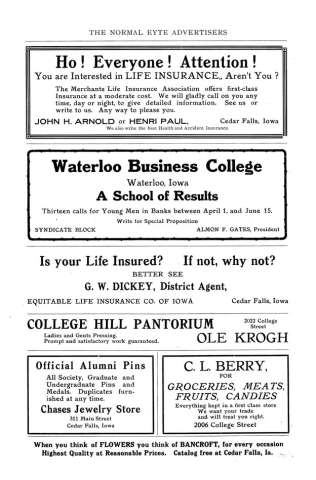 THE NORMAL EYTE ADVERTISERS
Ho! Everyone! Attention!
You are Interested in LIFE INSURANCE,, Aren't You?
The Merchants Life Insurance Association offers first-class
Insurance at a moderate cost. We will gladly call on you any
time, day or night, to give detailed information. See us or
write to us. Any way to please you.
JOHN H. ARNOLD or HENRI PAUL, Cedar Falls, Iowa
We also write the best Health and Accident Insurance.
Waterloo Business College
Waterloo, Iowa
A School of Results
Thirteen calls for Young Men in Banks between April 1, and June 15.
Write for Special Proposition
SYNDICATE BLOCK ALMON F. GATES, President
Is your Life Insured? If not, why not?
BETTER SEE
G. W. DICKEY, District Agent,
EQUITABLE LIFE INSURANCE CO. OF IOWA Cedar Falls, Iowa
COLLEGE HILL PANTORIUM 2022 College
Street
Ladies and Gents Pressing.
Prompt and satisfactory work guaranteed.
OLE KROGH
Official Alumni Pins
All Society, Graduate and
Undergraduate Pins and
Medals. Duplicates furn-
ished at any time.
Chases Jewelry Store
311 Main Street
Cedar Falls, Iowa
C. L. BERRY,
FOR
GROCERIES, MEATS,
FRUITS, CANDIES
Everything kept in a first class store
We want your trade
and will treat you right.
2006 College Street
When you think of FLOWERS you think of BANCROFT, for every occasion
Highest Quality at Reasonable Prices. Catalog free at Cedar Falls, Ia.